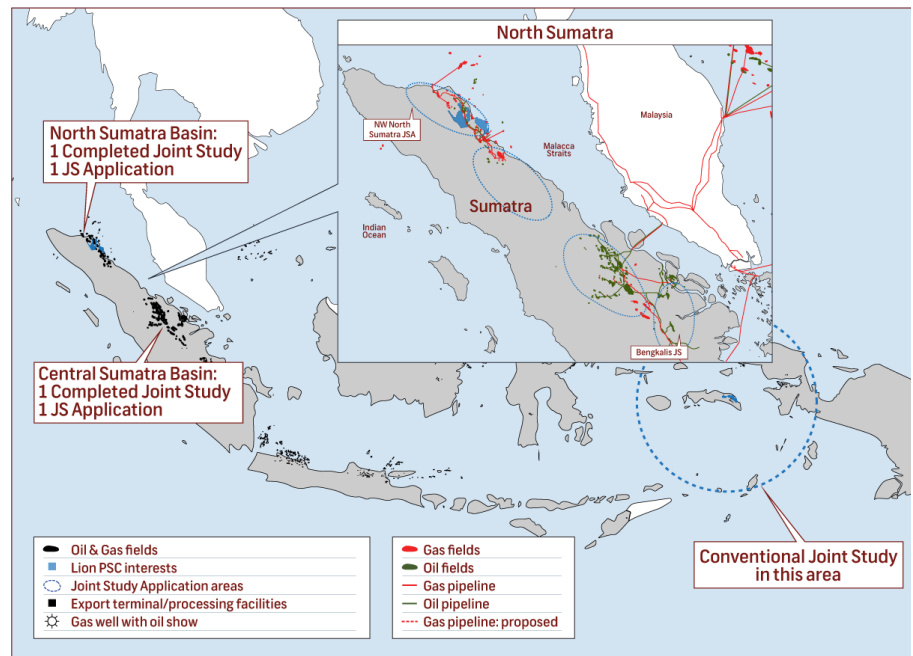 North Sumatra
Malaysia
NW North
Sumatra JSA
Malacca
Straits
Sumatra
Indian
Ocean
Bengkalis JS
North Sumatra Basin:
1 Completed Joint Study
1 JS Application
Central Sumatra Basin:
1 Completed Joint Study
1 JS Application
Conventional Joint Study
in this area
Oil & Gas fields
Lion PSC interests
Joint Study Application areas
Export terminal/processing facilities
Gas well with oil show
Gas fields
Oil fields
Gas pipeline
Oil pipeline
Gas pipeline: proposed